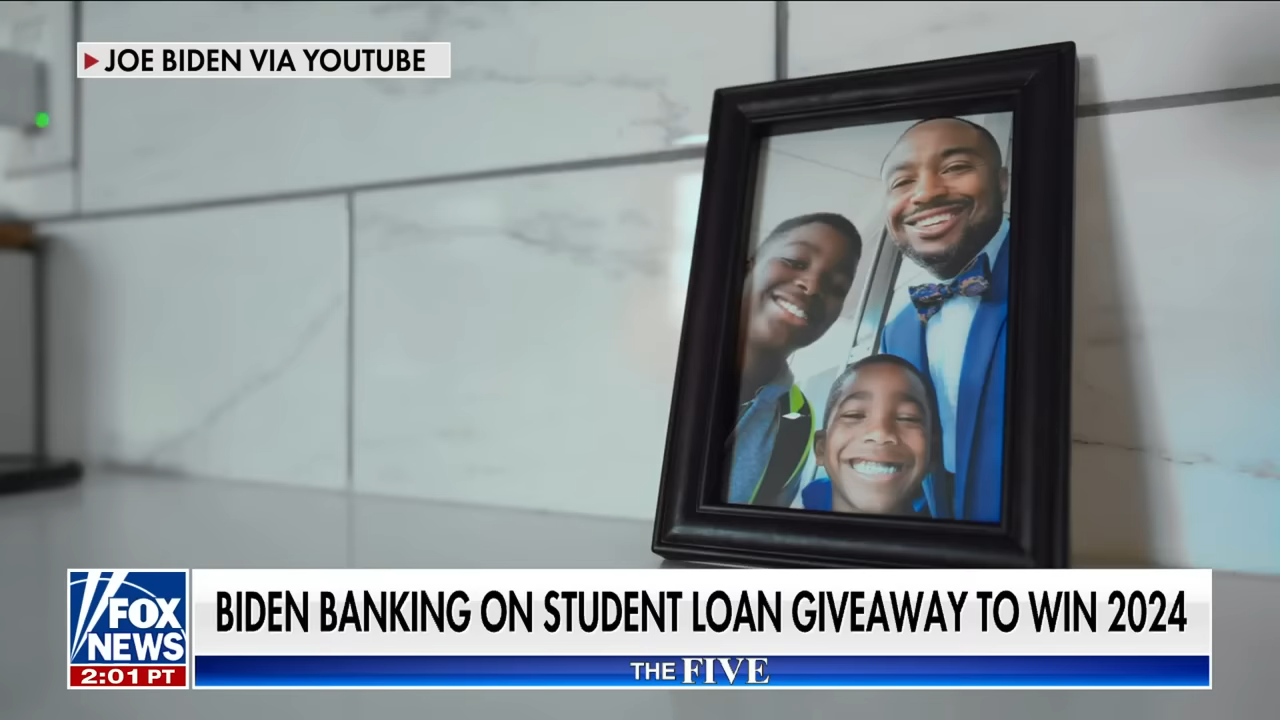 JOE BIDEN VIA YOUTUBE
FOX
NEWS
2:01 PT
BIDEN BANKING ON STUDENT LOAN GIVEAWAY TO WIN 2024
THE FIVE